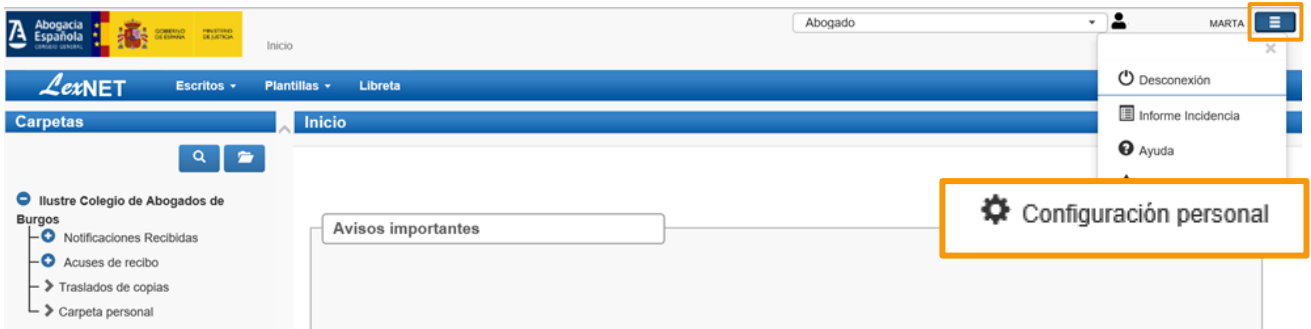 Abogacía
Española
CONSEJO GENERAL
GOBIERNO
DE ESPAÑA
MINISTERIO
DE JUSTICIA
Inicio
Abogado
MARTA
LexNET
Escritos
Plantillas
Libreta
Desconexión
Informe Incidencia
Ayuda
Configuración personal
Carpetas
Inicio
Ilustre Colegio de Abogados de
Burgos
Notificaciones Recibidas
Acuses de recibo
Traslados de copias
Carpeta personal
Avisos importantes